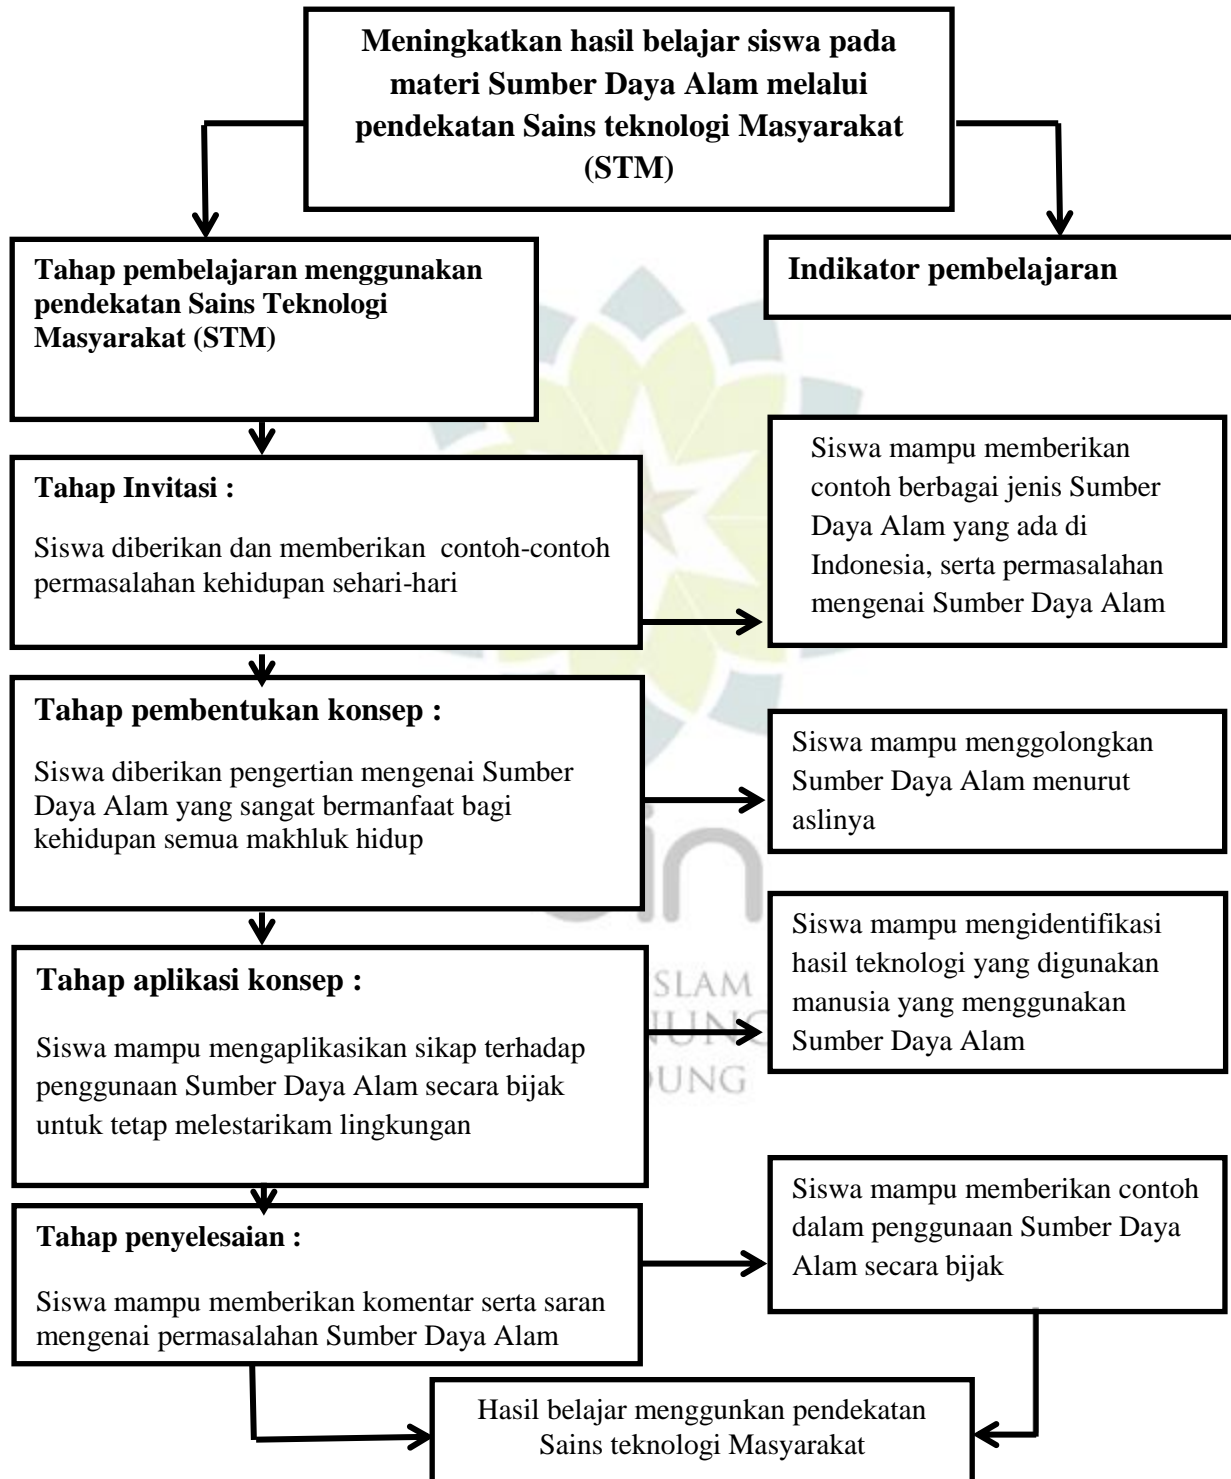 Meningkatkan hasil belajar siswa pada
materi Sumber Daya Alam melalui
pendekatan Sains teknologi Masyarakat
(STM)
Tahap pembelajaran menggunakan
pendekatan Sains Teknologi
Masyarakat (STM)
Indikator pembelajaran
Tahap Invitasi :
Siswa diberikan dan memberikan contoh-contoh
permasalahan kehidupan sehari-hari
Siswa mampu memberikan
contoh berbagai jenis Sumber
Daya Alam yang ada di
Indonesia, serta permasalahan
mengenai Sumber Daya Alam
Tahap pembentukan konsep :
Siswa diberikan pengertian mengenai Sumber
Daya Alam yang sangat bermanfaat bagi
kehidupan semua makhluk hidup
Siswa mampu menggolongkan
Sumber Daya Alam menurut
aslinya
Tahap aplikasi konsep :
Siswa mampu mengaplikasikan sikap terhadap
penggunaan Sumber Daya Alam secara bijak
untuk tetap melestarikam lingkungan
Siswa mampu mengidentifikasi
hasil teknologi yang digunakan
manusia yang menggunakan
Sumber Daya Alam
Tahap penyelesaian :
Siswa mampu memberikan komentar serta saran
mengenai permasalahan Sumber Daya Alam
Siswa mampu memberikan contoh
dalam penggunaan Sumber Daya
Alam secara bijak
Hasil belajar menggunkan pendekatan
Sains teknologi Masyarakat